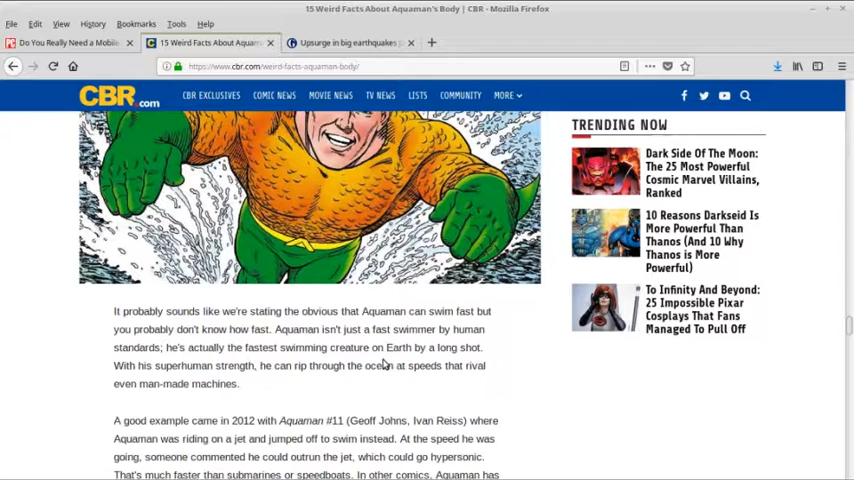 15 Weird Facts About Aquaman's Body | CBR - Mozilla Firefox
File Edit View History Bookmarks Tools Help
Do You Really Need a Mobile
15 Weird Facts About Aquaman
Upsurge in big earthquakes
https://www.cbr.com/weird-facts-aquaman-body/
CBR.com
CBR EXCLUSIVES COMIC NEWS MOVIE NEWS TV NEWS LISTS COMMUNITY MORE
It probably sounds like we're stating the obvious that Aquaman can swim fast but
you probably don't know how fast. Aquaman isn't just a fast swimmer by human
standards; he's actually the fastest swimming creature on Earth by a long shot.
With his superhuman strength, he can rip through the ocean at speeds that rival
even man-made machines.
A good example came in 2012 with Aquaman #11 (Geoff Johns, Ivan Reiss) where
Aquaman was riding on a jet and jumped off to swim instead. At the speed he was
going, someone commented he could outrun the jet, which could go hypersonic.
That's much faster than submarines or speedboats. In other comics, Aquaman has
TRENDING NOW
Dark Side Of The Moon:
The 25 Most Powerful
Cosmic Marvel Villains,
Ranked
10 Reasons Darkseid Is
More Powerful Than
Thanos (And 10 Why
Thanos is More
Powerful)
To Infinity And Beyond:
25 Impossible Pixar
Cosplays That Fans
Managed To Pull Off